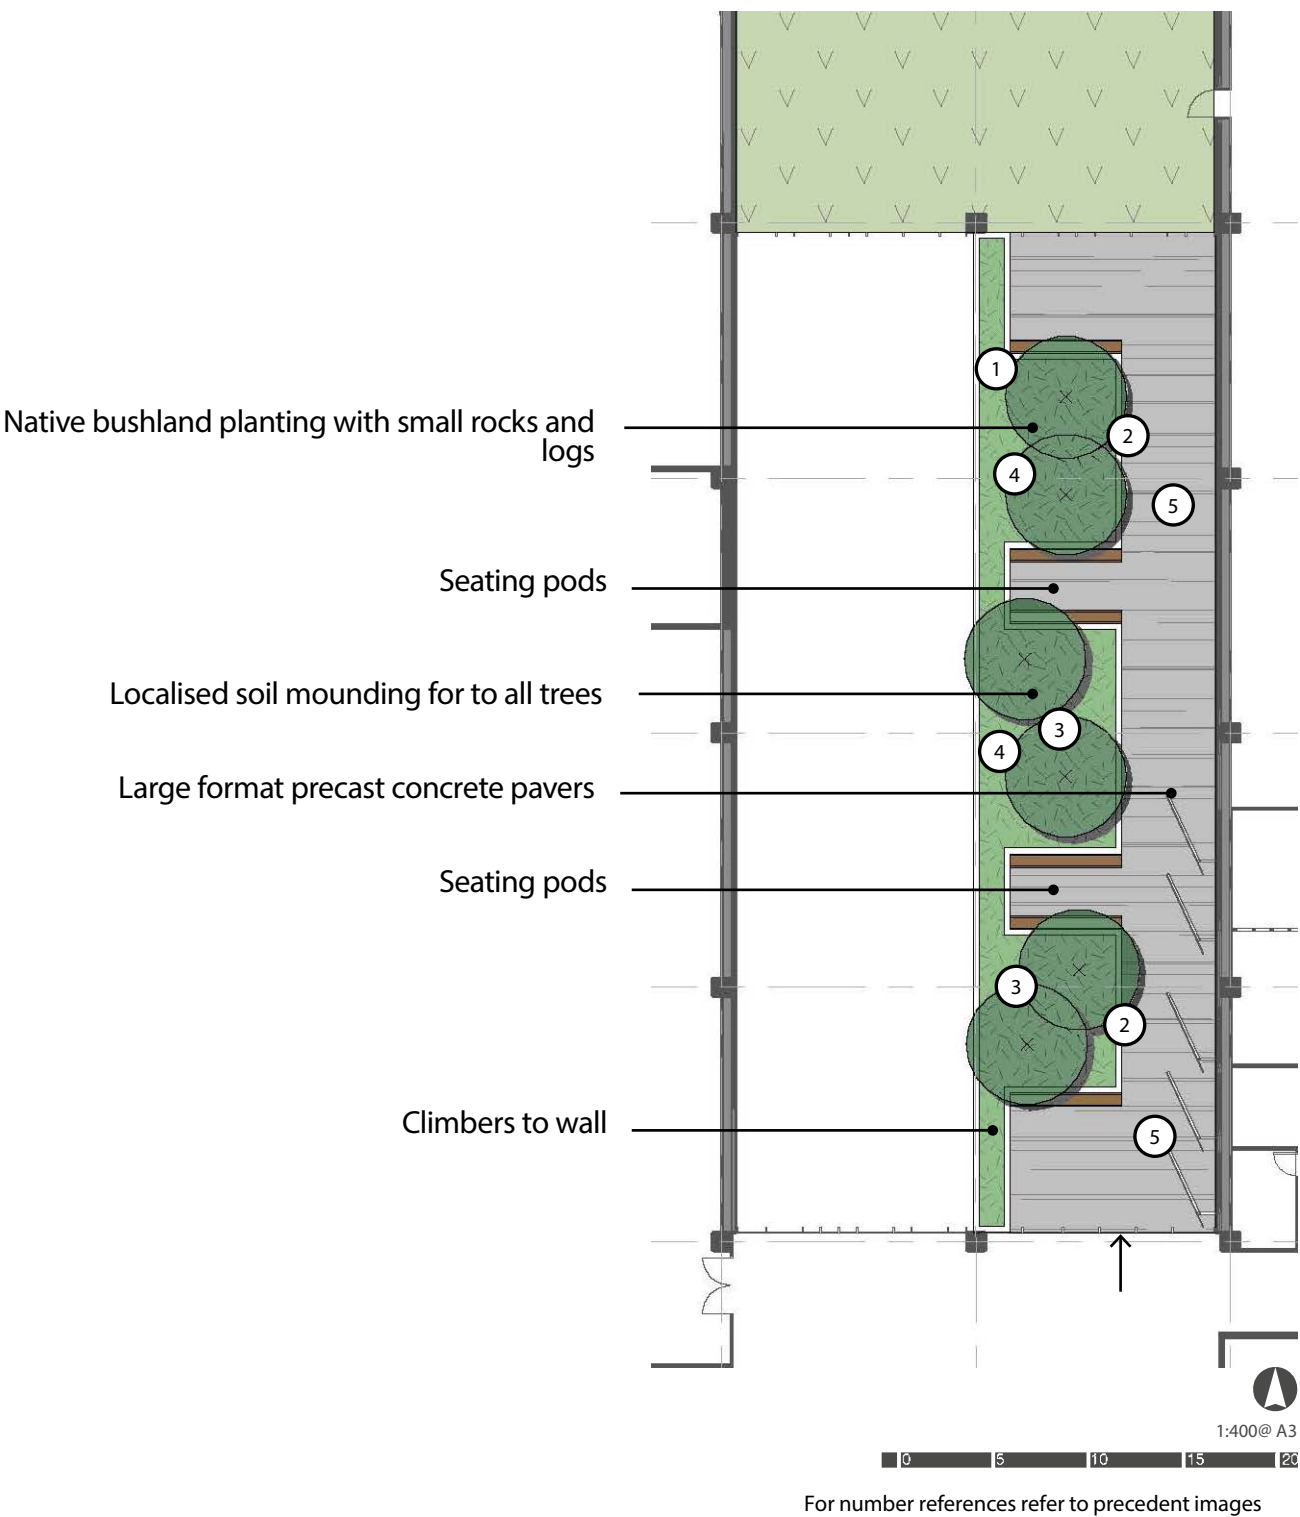 1
2
Native bushland planting with small rocks and
logs
4
5
Seating pods
Localised soil mounding for to all trees
3
4
Large format precast concrete pavers
Seating pods
3
2
Climbers to wall
5
1:400@ A3
0 5 10 15 20
For number references refer to precedent images